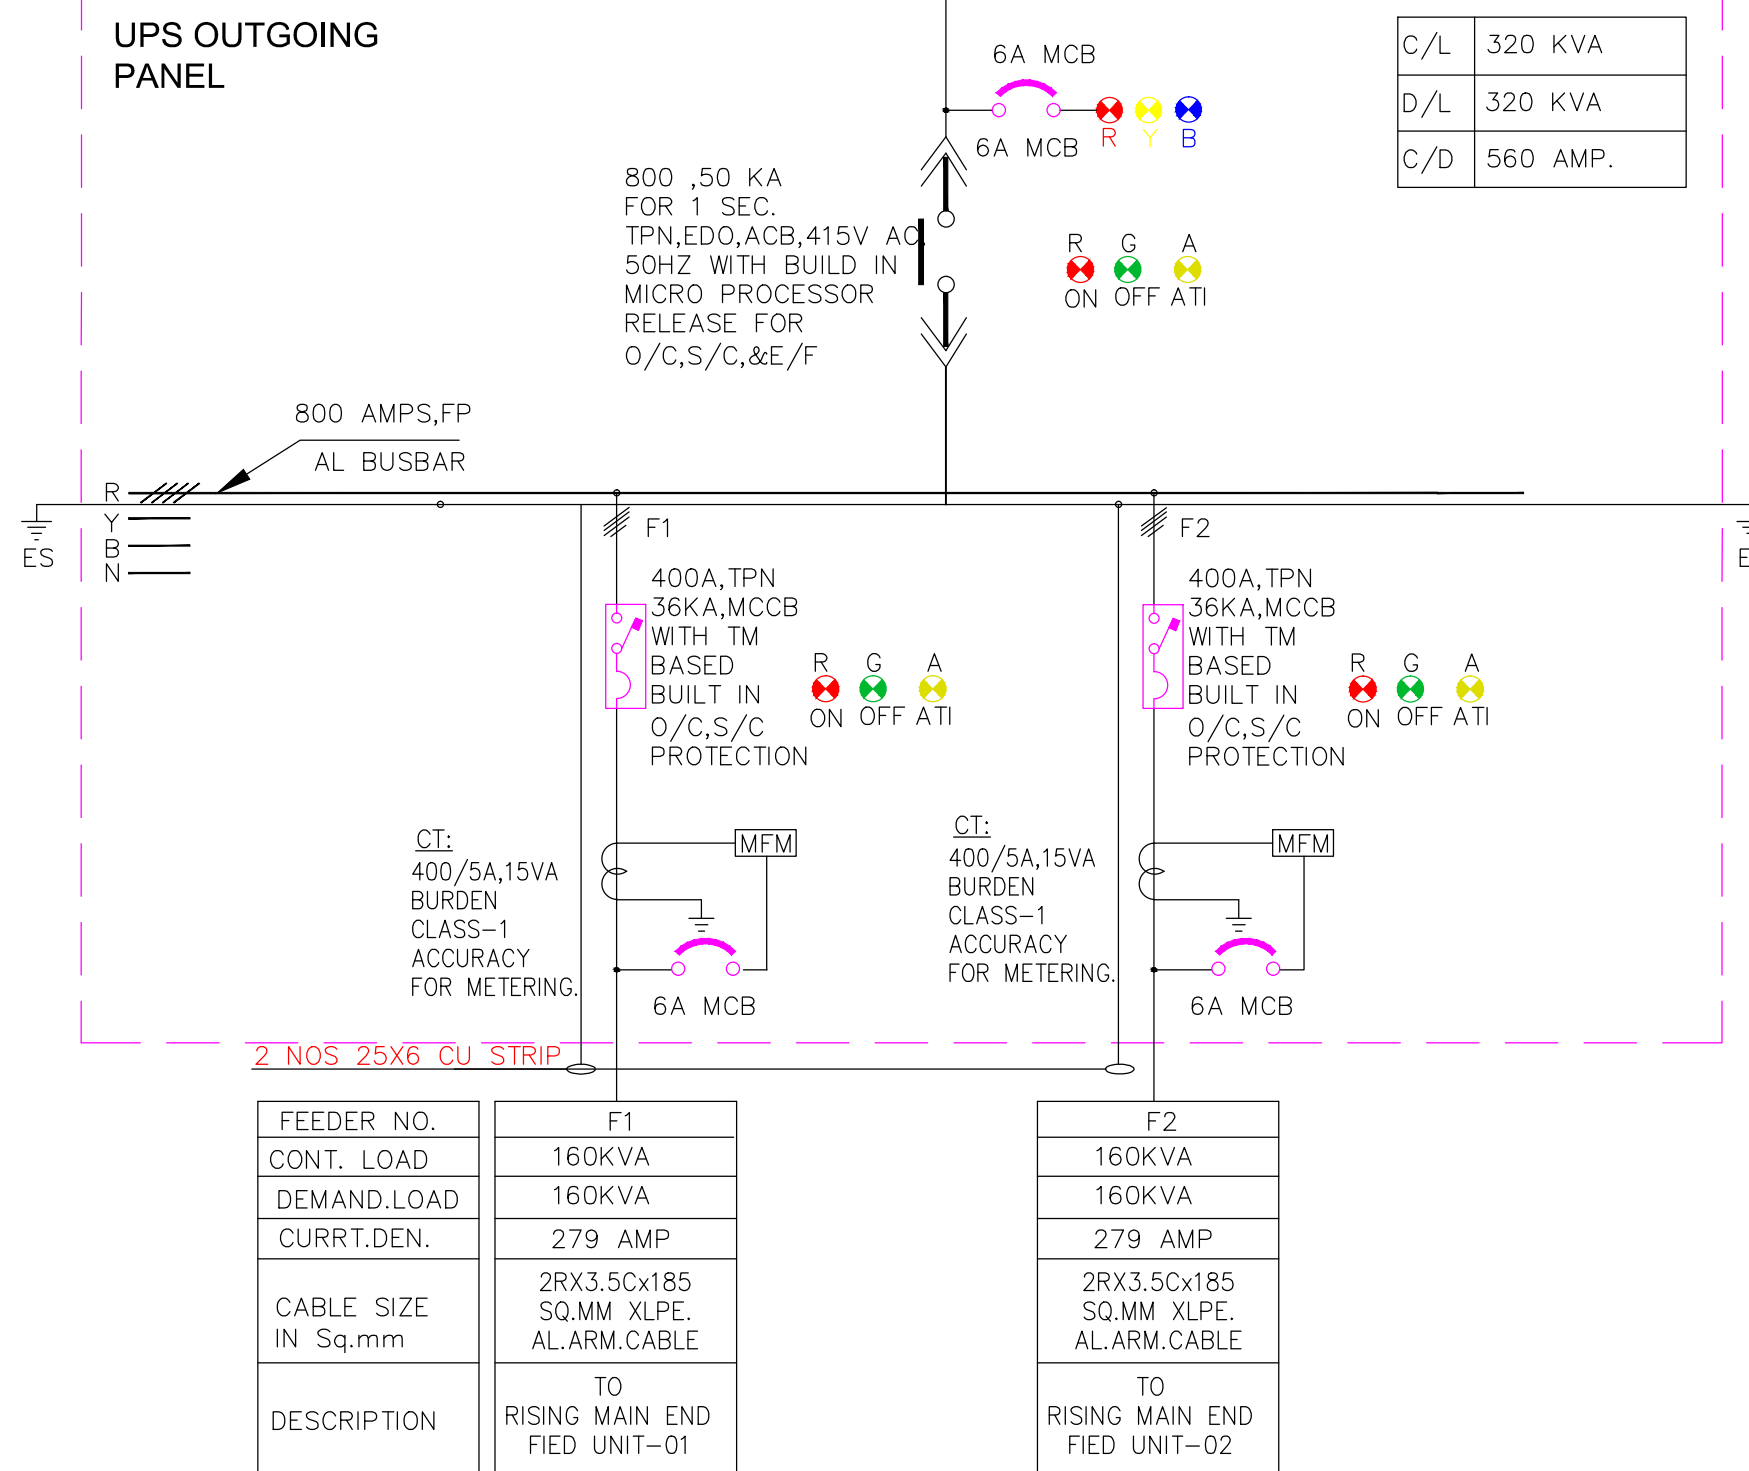 UPS OUTGOING
PANEL
6A MCB
R Y B
6A MCB
C/L 320 KVA
D/L 320 KVA
C/D 560 AMP.
800 ,50 KA
FOR 1 SEC.
TPN,EDO,ACB,415V AC,
50HZ WITH BUILD IN
MICRO PROCESSOR
RELEASE FOR
O/C,S/C,&E/F
R G A
ON OFF ATI
800 AMPS,FP
AL BUSBAR
R
Y
B
N
ES
E
F1
400A,TPN
36KA,MCCB
WITH TM
BASED
BUILT IN
O/C,S/C
PROTECTION
R G A
ON OFF ATI
F2
400A,TPN
36KA,MCCB
WITH TM
BASED
BUILT IN
O/C,S/C
PROTECTION
R G A
ON OFF ATI
CT:
400/5A,15VA
BURDEN
CLASS-1
ACCURACY
FOR METERING.
MFM
6A MCB
CT:
400/5A,15VA
BURDEN
CLASS-1
ACCURACY
FOR METERING.
MFM
6A MCB
2 NOS 25X6 CU STRIP
FEEDER NO. F1 F2
CONT. LOAD 160KVA 160KVA
DEMAND.LOAD 160KVA 160KVA
CURRT.DEN. 279 AMP 279 AMP
CABLE SIZE
IN Sq.mm
2RX3.5Cx185
SQ.MM XLPE.
AL.ARM.CABLE
2RX3.5Cx185
SQ.MM XLPE.
AL.ARM.CABLE
DESCRIPTION
TO
RISING MAIN END
FIED UNIT-01
TO
RISING MAIN END
FIED UNIT-02